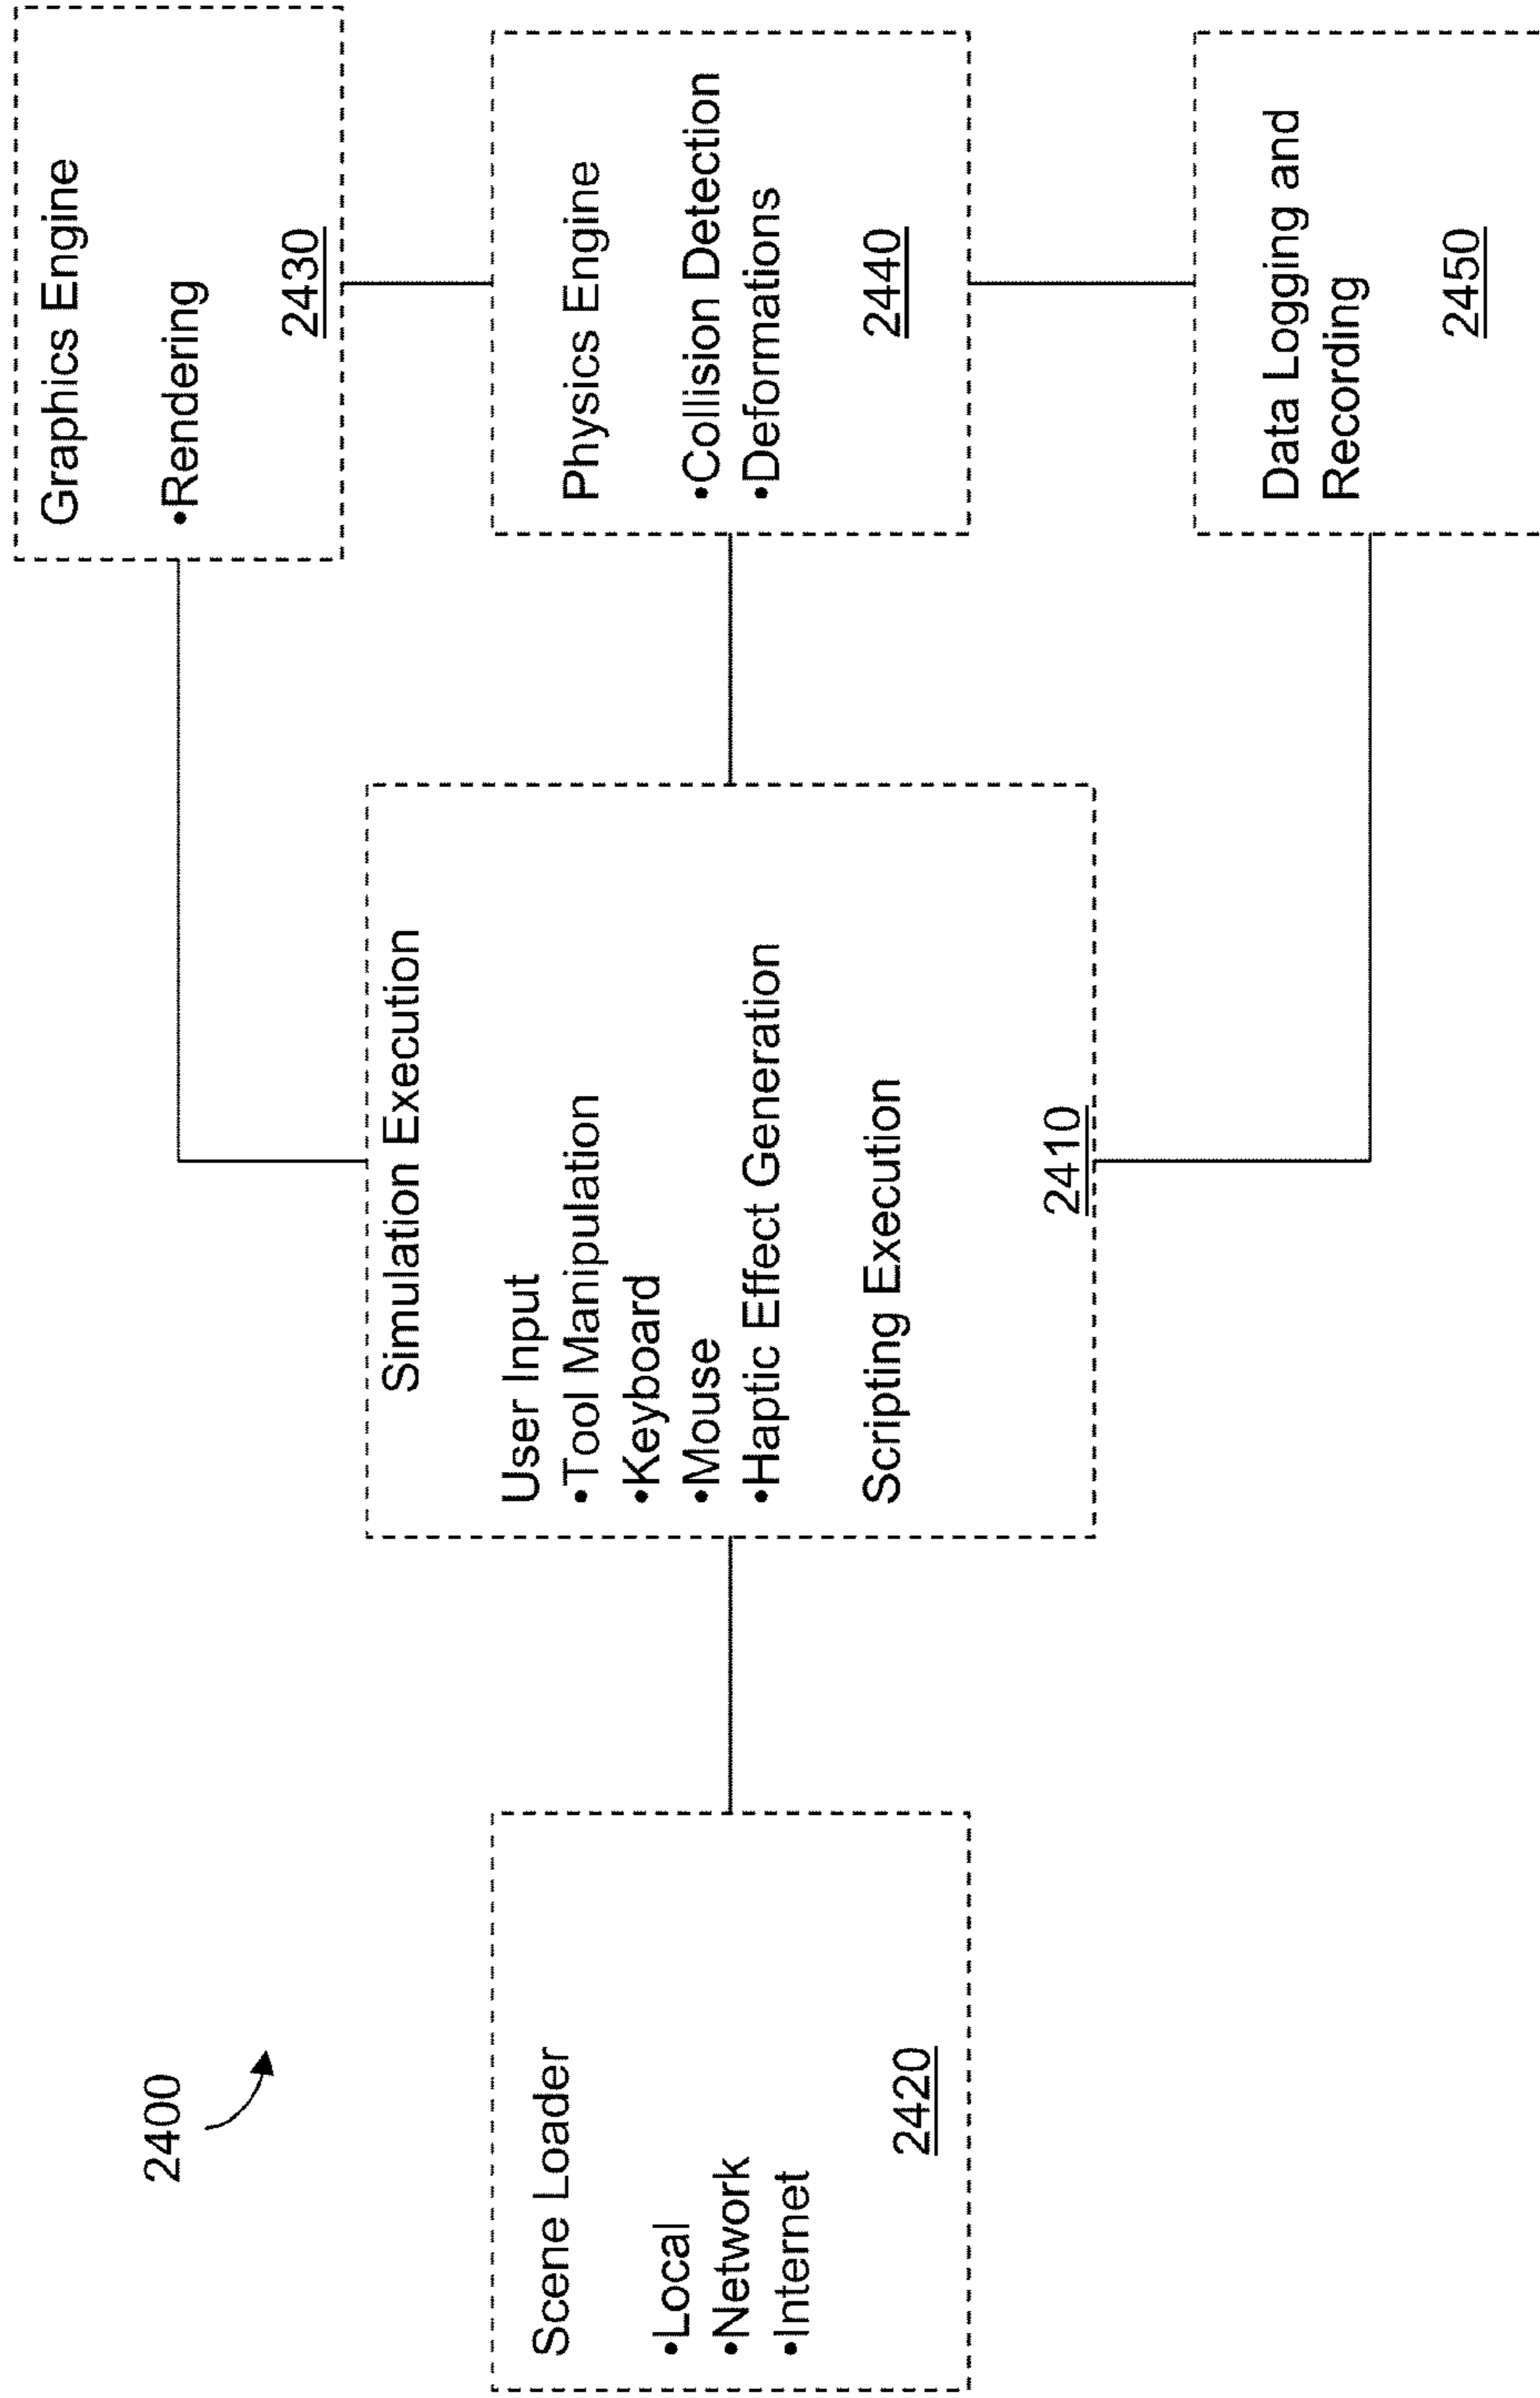 2400
Scene Loader
•Local
•Network
•Internet
2420
Simulation Execution
User Input
•Tool Manipulation
•Keyboard
•Mouse
•Haptic Effect Generation
Scripting Execution
2410
Graphics Engine
•Rendering
2430
Physics Engine
•Collision Detection
•Deformations
2440
Data Logging and
Recording
2450